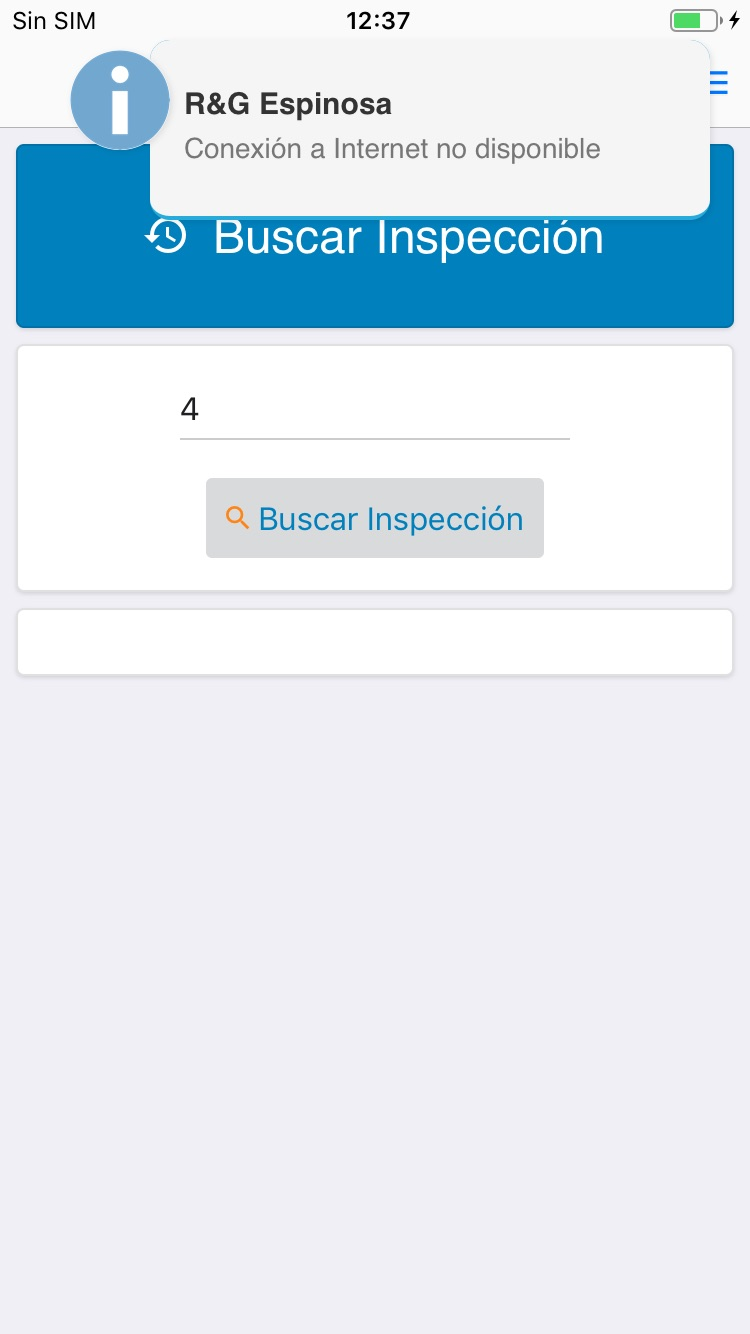 Sin SIM 12:37
R&G Espinosa
Conexión a Internet no disponible
Buscar Inspección
4
Buscar Inspección